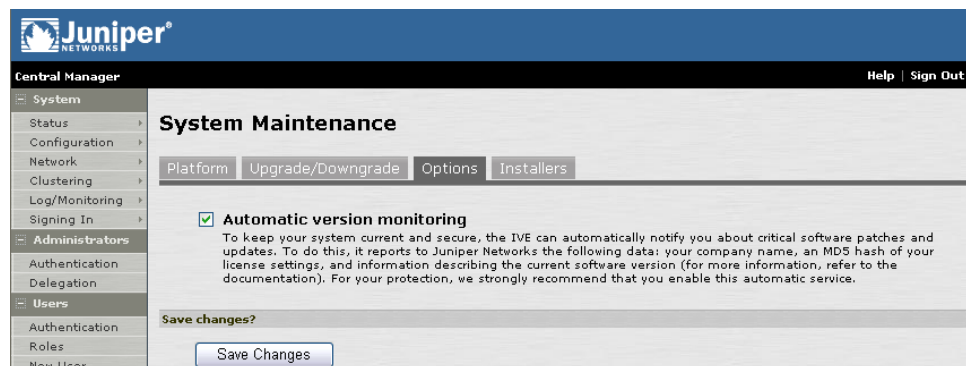 Juniper®
NETWORKS
Central Manager
Help | Sign Out
System
Status
Configuration
Network
Clustering
Log/Monitoring
Signing In
Administrators
Authentication
Delegation
Users
Authentication
Roles
New User
System Maintenance
Platform Upgrade/Downgrade Options Installers
Automatic version monitoring
To keep your system current and secure, the IVE can automatically notify you about critical software patches and
updates. To do this, it reports to Juniper Networks the following data: your company name, an MD5 hash of your
license settings, and information describing the current software version (for more information, refer to the
documentation). For your protection, we strongly recommend that you enable this automatic service.
Save changes?
Save Changes